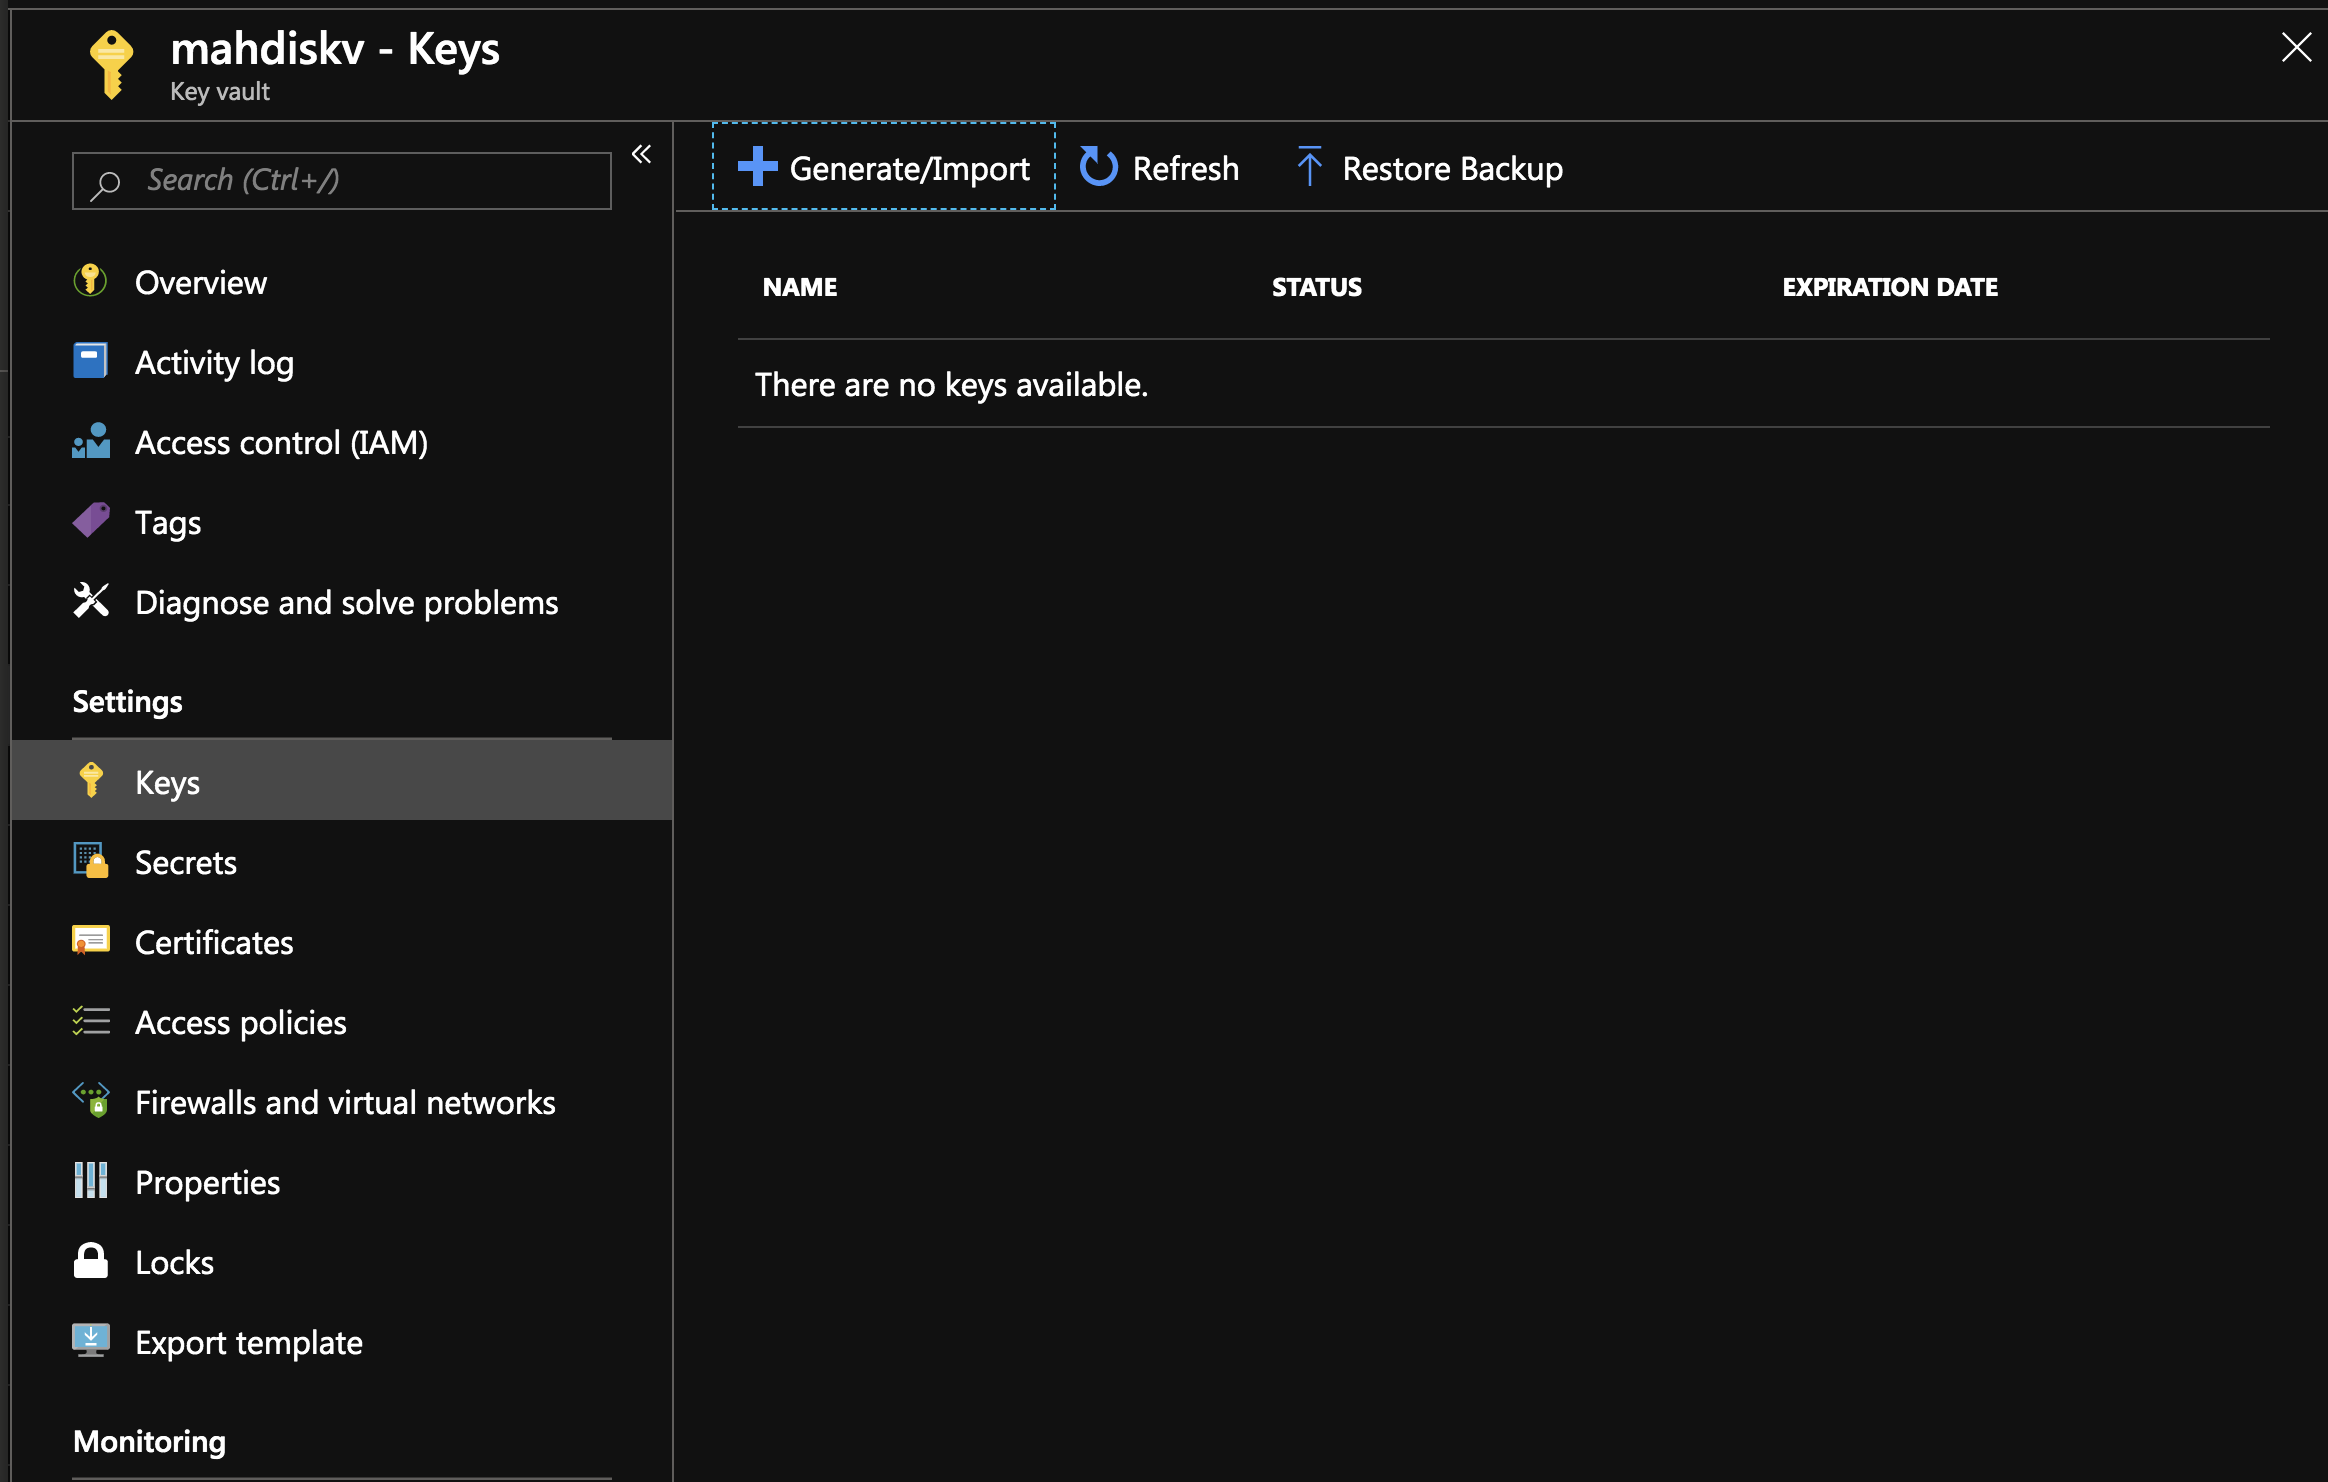 mahdiskv - Keys
Key vault
Search (Ctrl+/)
Overview
Activity log
Access control (IAM)
Tags
Diagnose and solve problems
Settings
Keys
Secrets
Certificates
Access policies
Firewalls and virtual networks
Properties
Locks
Export template
Monitoring
Generate/Import Refresh Restore Backup
NAME STATUS EXPIRATION DATE
There are no keys available.